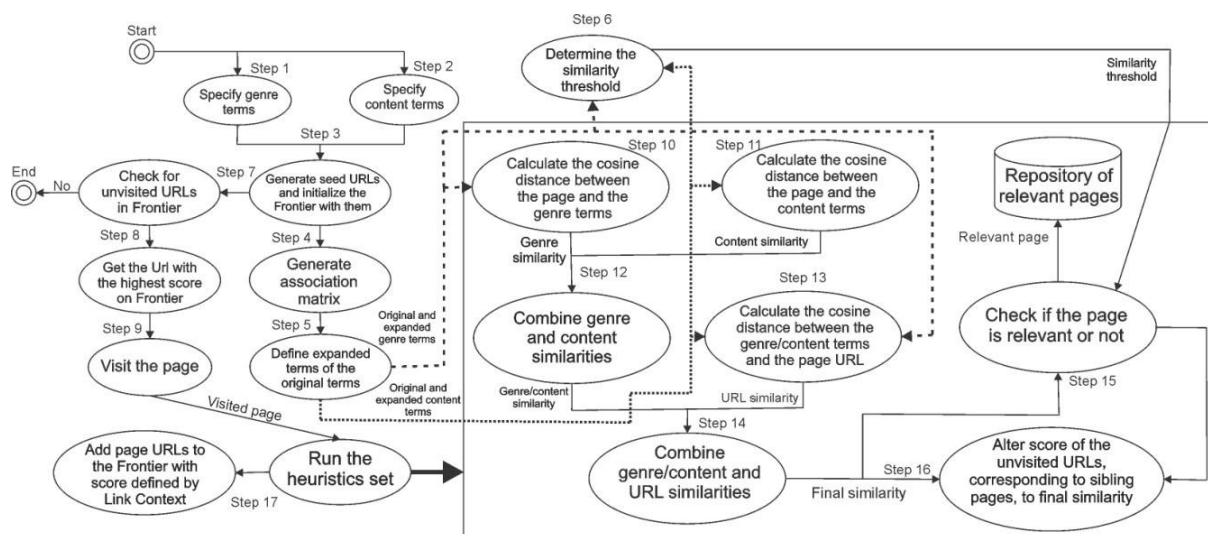 Start
Step 1
Specify genre
terms
Step 2
Specify
content terms
Step 3
End
No
Check for
unvisited URLs
in Frontier
Step 7
Generate seed URLs
and initialize the
Frontier with them
Step 8
Get the Url with
the highest score
on Frontier
Step 4
Generate
association
matrix
Step 9
Visit the page
Step 5
Define expanded
terms of the
original terms
Original and
expanded
genre terms
Original and
expanded content
terms
Visited page
Add page URLs to
the Frontier with
score defined by
Link Context
Step 17
Run the
heuristics set
Step 6
Determine the
similarity
threshold
Similarity
threshold
Step 10
Calculate the cosine
distance between
the page and the
genre terms
Step 11
Calculate the cosine
distance between
the page and the
content terms
Genre
similarity
Content similarity
Step 12
Combine genre
and content
similarities
Step 13
Calculate the cosine
distance between the
genre/content terms
and the page URL
Genre/content
similarity
URL similarity
Step 14
Combine
genre/content and
URL similarities
Final similarity
Repository of
relevant pages
Relevant page
Check if the page
is relevant or not
Step 15
Step 16
Alter score of the
unvisited URLs,
corresponding to sibling
pages, to final similarity